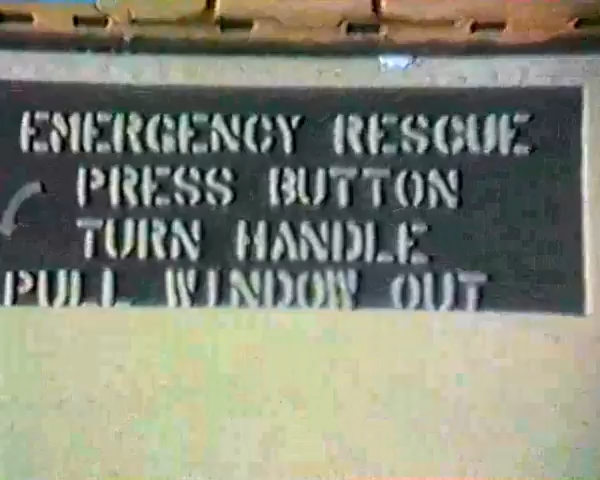 EMERGENCY RESCUE
PRESS BUTTON
TURN HANDLE
PULL WINDOW OUT